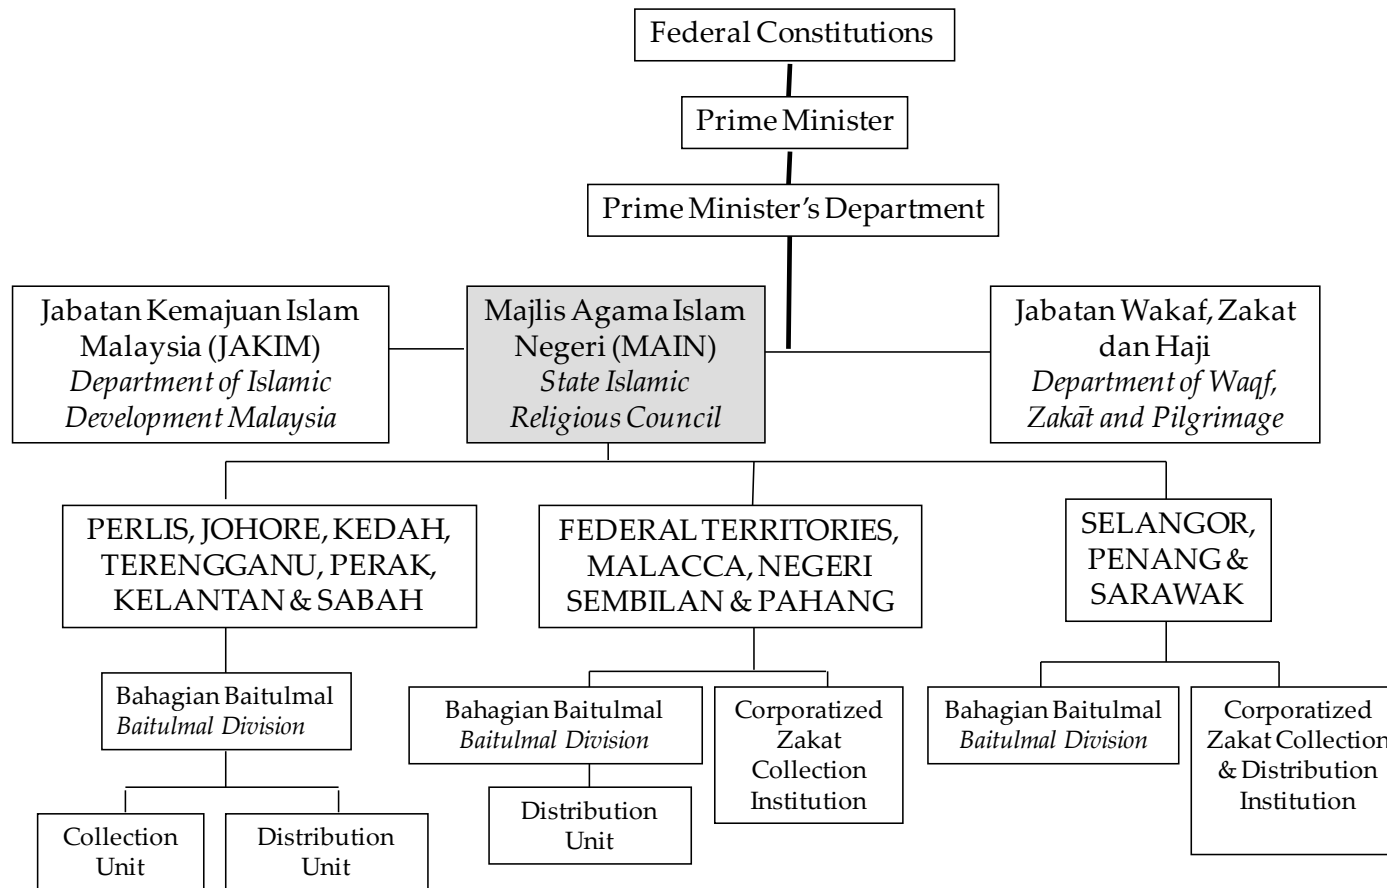 Federal Constitutions
Prime Minister
Prime Minister’s Department
Jabatan Kemajuan Islam
Malaysia (JAKIM)
Department of Islamic
Development Malaysia
Majlis Agama Islam
Negeri (MAIN)
State Islamic
Religious Council
Jabatan Wakaf, Zakat
dan Haji
Department of Waqf,
Zakāt and Pilgrimage
PERLIS, JOHORE, KEDAH,
TERENGGANU, PERAK,
KELANTAN & SABAH
FEDERAL TERRITORIES,
MALACCA, NEGERI
SEMBILAN & PAHANG
SELANGOR,
PENANG &
SARAWAK
Bahagian Baitulmal
Baitulmal Division
Collection
Unit
Distribution
Unit
Bahagian Baitulmal
Baitulmal Division
Distribution
Unit
Corporatized
Zakat
Collection
Institution
Bahagian Baitulmal
Baitulmal Division
Corporatized
Zakat Collection
& Distribution
Institution